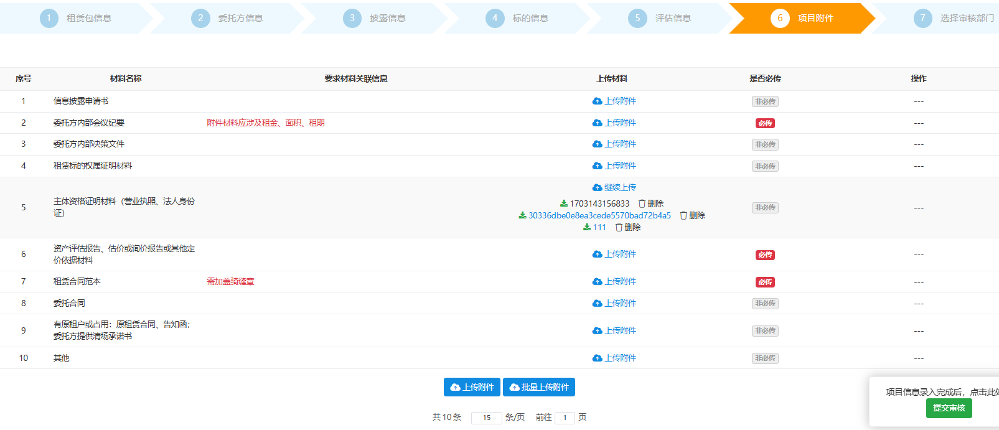 1 租赁包信息
2 委托方信息
3 披露信息
4 标的信息
5 评估信息
6 项目附件
7 选择审核部门
序号 材料名称 要求材料关联信息 上传材料 是否必传 操作
1 信息披露申请书 上传附件 非必传 ---
2 委托方内部会议纪要 附件材料应涉及租金、面积、租期 上传附件 必传 ---
3 委托方内部决策文件 上传附件 非必传 ---
4 租赁标的权属证明材料 上传附件 非必传 ---
继续上传
5 主体资格证明材料（营业执照、法人身份 1703143156833 删除 非必传 ---
证） 30336dbe0e8ea3cede5570bad72b4a5 删除
111 删除
6 资产评估报告、估价或询价报告或其他定 上传附件 必传 ---
价依据材料
7 租赁合同范本 需加盖骑缝章 上传附件 必传 ---
8 委托合同 上传附件 非必传 ---
9 有原租户或占用：原租赁合同、告知函； 上传附件 非必传 ---
委托方提供清场承诺书
10 其他 上传附件 非必传 ---
上传附件 批量上传附件
项目信息录入完成后，点击此
提交审核
共 10 条 15 条/页 前往 1 页